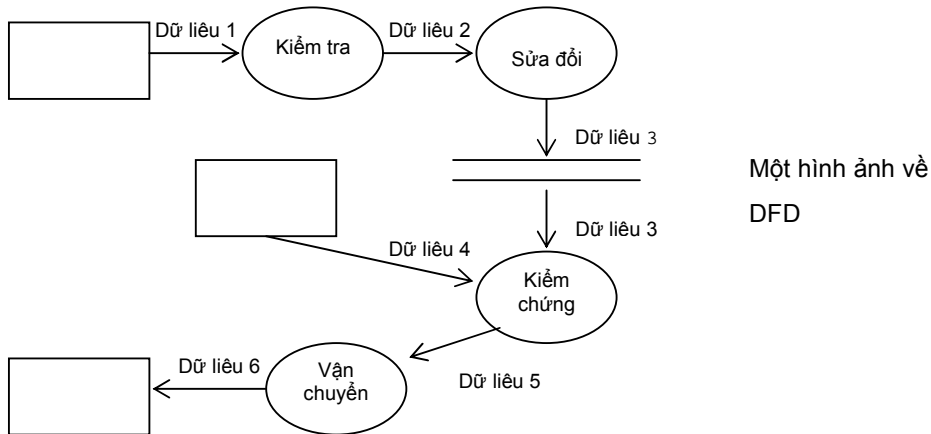 Dữ liêu 1
Kiểm tra
Dữ liêu 2
Sửa đổi
Dữ liêu 3
Một hình ảnh về
DFD
Dữ liêu 3
Dữ liêu 4
Kiểm
chứng
Dữ liêu 6
Vận
chuyển
Dữ liêu 5